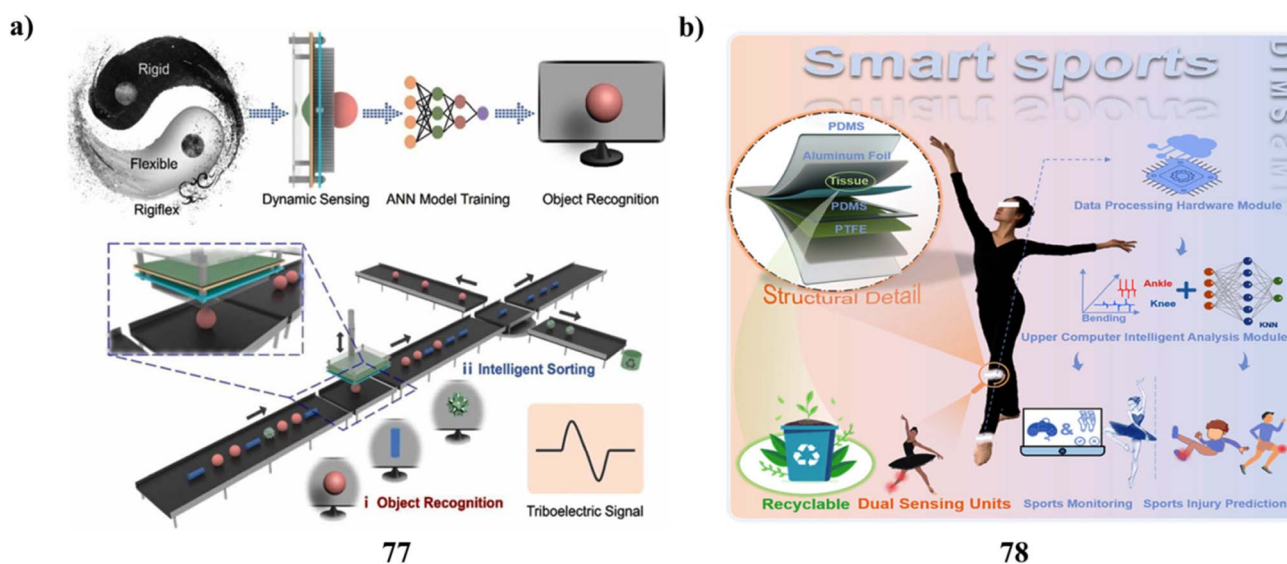 a)
Rigid
Flexible
Rigiflex
Dynamic Sensing
ANN Model Training
Object Recognition
ii Intelligent Sorting
i Object Recognition
Triboelectric Signal
77
b)
Smart sports
PDMS
Aluminum Foil
Tissue
PDMS
PTFE
Structural Detail
Data Processing Hardware Module
Ankle
Knee
Bending
KNN
Upper Computer Intelligent Analysis Module
&
Recyclable
Dual Sensing Units
Sports Monitoring
Sports Injury Prediction
78